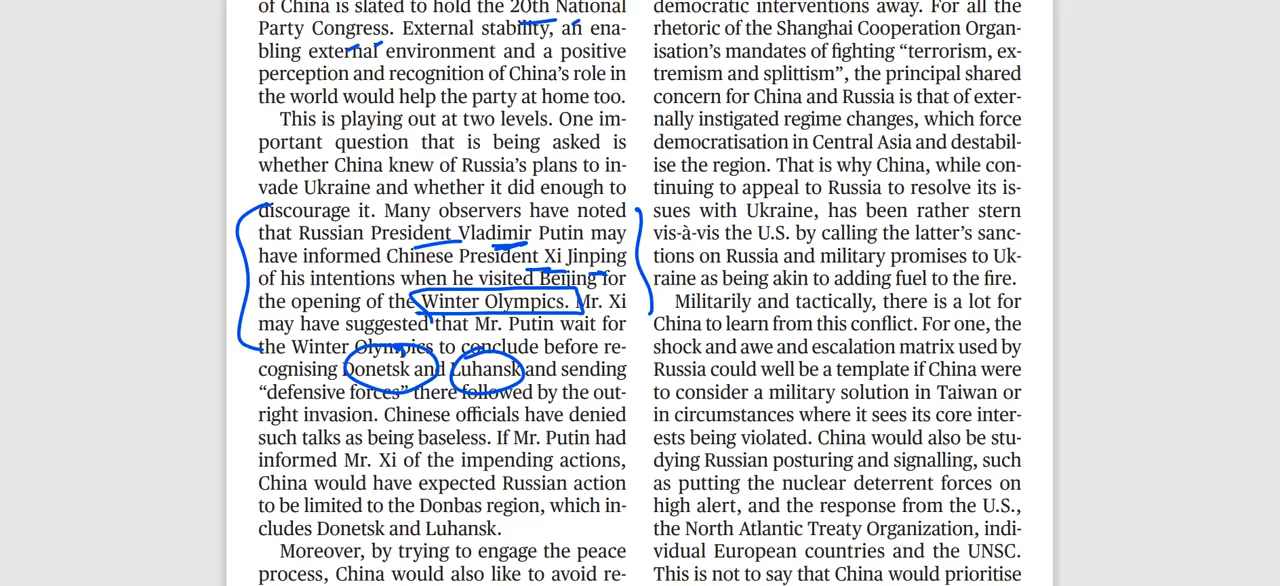 of China is slated to hold the 20th National
Party Congress. External stability, an ena-
bling external environment and a positive
perception and recognition of China's role in
the world would help the party at home too.
This is playing out at two levels. One im-
portant question that is being asked is
whether China knew of Russia's plans to in-
vade Ukraine and whether it did enough to
discourage it. Many observers have noted
that Russian President Vladimir Putin may
have informed Chinese President Xi Jinping
of his intentions when he visited Beijing for
the opening of the Winter Olympics. Mr. Xi
may have suggested that Mr. Putin wait for
the Winter Olympics to conclude before re-
cognising Donetsk and Luhansk and sending
“defensive forces” there followed by the out-
right invasion. Chinese officials have denied
such talks as being baseless. If Mr. Putin had
informed Mr. Xi of the impending actions,
China would have expected Russian action
to be limited to the Donbas region, which in-
cludes Donetsk and Luhansk.
Moreover, by trying to engage the peace
process, China would also like to avoid re-
democratic interventions away. For all the
rhetoric of the Shanghai Cooperation Organ-
isation's mandates of fighting “terrorism, ex-
tremism and splittism”, the principal shared
concern for China and Russia is that of exter-
nally instigated regime changes, which force
democratisation in Central Asia and destabil-
ise the region. That is why China, while con-
tinuing to appeal to Russia to resolve its is-
sues with Ukraine, has been rather stern
vis-à-vis the U.S. by calling the latter's sanc-
tions on Russia and military promises to Uk-
raine as being akin to adding fuel to the fire.
Militarily and tactically, there is a lot for
China to learn from this conflict. For one, the
shock and awe and escalation matrix used by
Russia could well be a template if China were
to consider a military solution in Taiwan or
in circumstances where it sees its core inter-
ests being violated. China would also be stu-
dying Russian posturing and signalling, such
as putting the nuclear deterrent forces on
high alert, and the response from the U.S.,
the North Atlantic Treaty Organization, indi-
vidual European countries and the UNSC.
This is not to say that China would prioritise